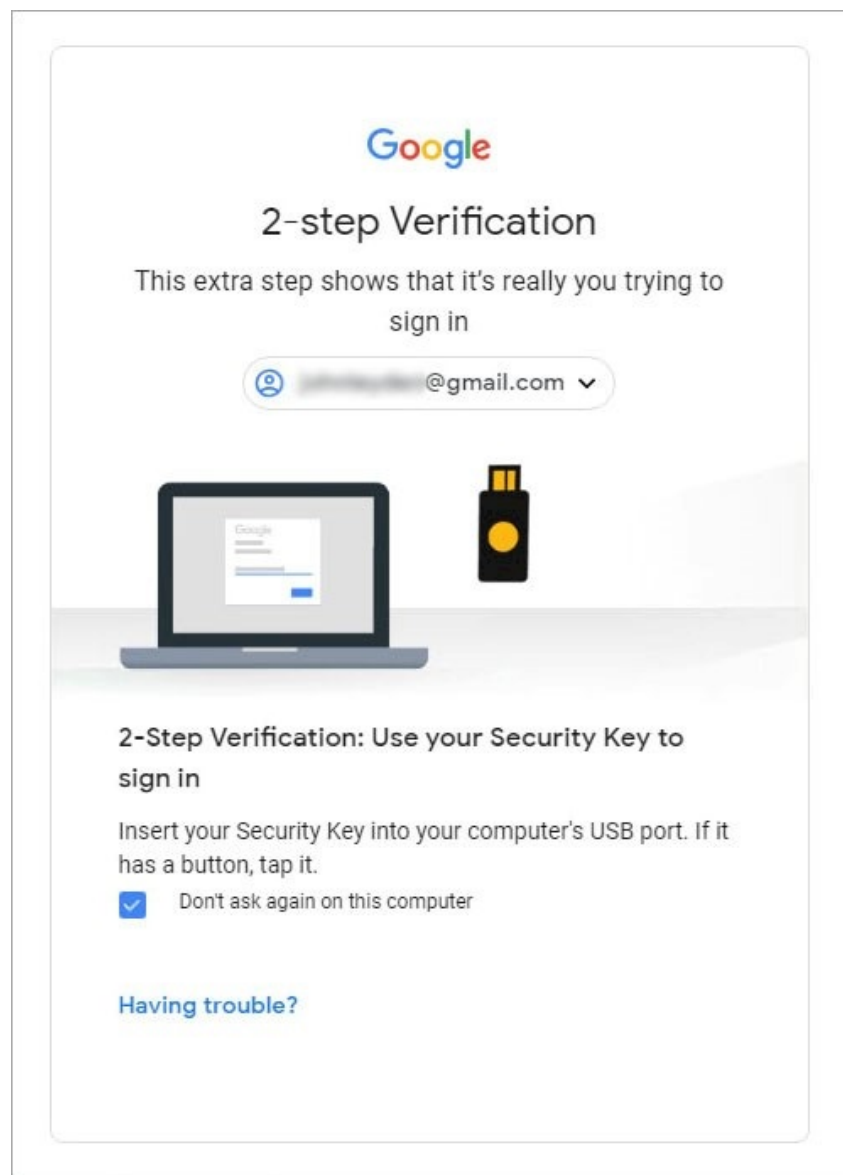 Google
2-step Verification
This extra step shows that it's really you trying to
sign in
@gmail.com
Google
2-Step Verification: Use your Security Key to
sign in
Insert your Security Key into your computer's USB port. If it
has a button, tap it.
Don't ask again on this computer
Having trouble?